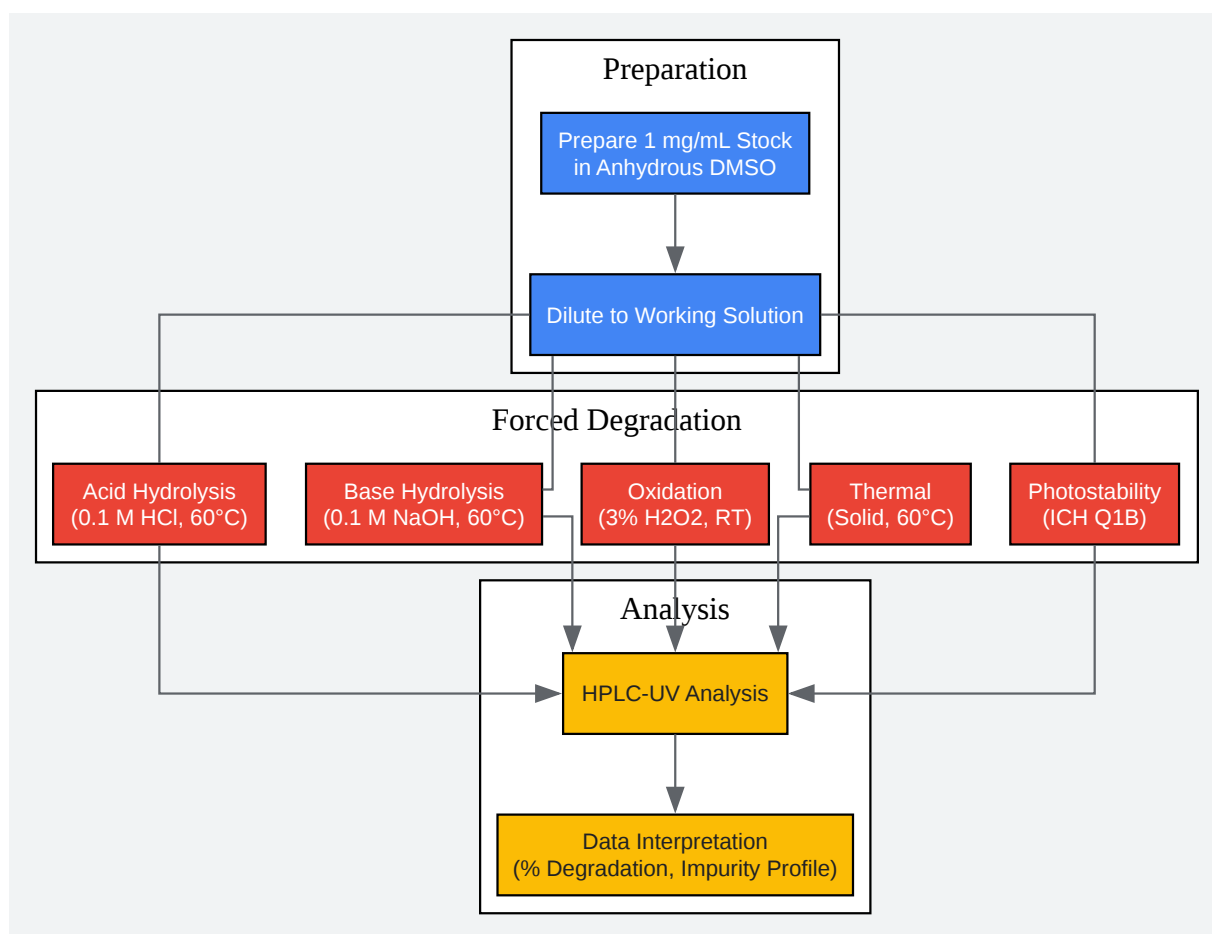 Preparation
Prepare 1 mg/mL Stock
in Anhydrous DMSO
Dilute to Working Solution
Forced Degradation
Acid Hydrolysis
(0.1 M HCl, 60°C)
Base Hydrolysis
(0.1 M NaOH, 60°C)
Oxidation
(3% H2O2, RT)
Thermal
(Solid, 60°C)
Photostability
(ICH Q1B)
Analysis
HPLC-UV Analysis
Data Interpretation
(% Degradation, Impurity Profile)